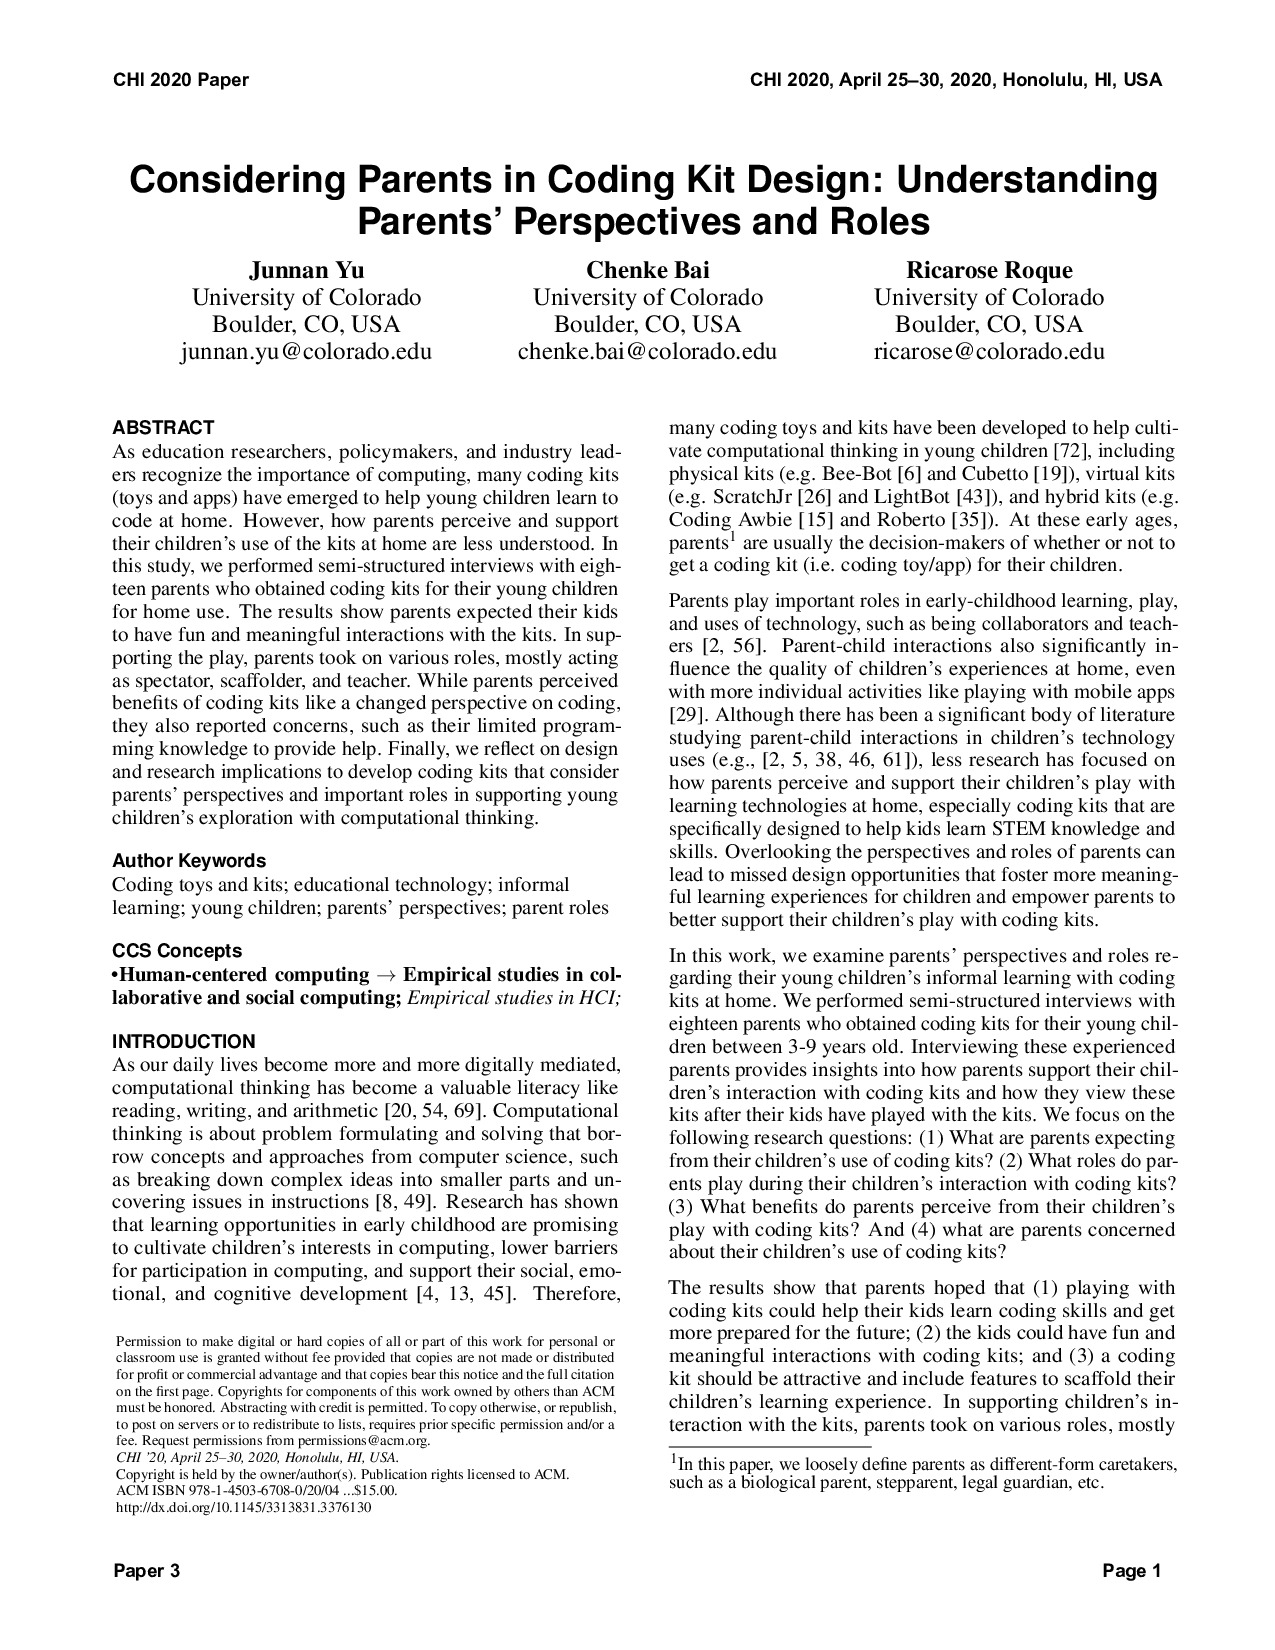 CHI 2020 Paper
CHI 2020, April 25–30, 2020, Honolulu, HI, USA
Considering Parents in Coding Kit Design: Understanding
Parents’ Perspectives and Roles
Junnan Yu
University of Colorado
Boulder, CO, USA
junnan.yu@colorado.edu
Chenke Bai
University of Colorado
Boulder, CO, USA
chenke.bai@colorado.edu
Ricarose Roque
University of Colorado
Boulder, CO, USA
ricarose@colorado.edu
ABSTRACT
As education researchers, policymakers, and industry lead-
ers recognize the importance of computing, many coding kits
(toys and apps) have emerged to help young children learn to
code at home. However, how parents perceive and support
their children’s use of the kits at home are less understood. In
this study, we performed semi-structured interviews with eigh-
teen parents who obtained coding kits for their young children
for home use. The results show parents expected their kids
to have fun and meaningful interactions with the kits. In sup-
porting the play, parents took on various roles, mostly acting
as spectator, scaffolder, and teacher. While parents perceived
benefits of coding kits like a changed perspective on coding,
they also reported concerns, such as their limited program-
ming knowledge to provide help. Finally, we reflect on design
and research implications to develop coding kits that consider
parents’ perspectives and important roles in supporting young
children’s exploration with computational thinking.
Author Keywords
Coding toys and kits; educational technology; informal
learning; young children; parents’ perspectives; parent roles
CCS Concepts
•Human-centered computing → Empirical studies in col-
laborative and social computing; Empirical studies in HCI;
INTRODUCTION
As our daily lives become more and more digitally mediated,
computational thinking has become a valuable literacy like
reading, writing, and arithmetic [20, 54, 69]. Computational
thinking is about problem formulating and solving that bor-
row concepts and approaches from computer science, such
as breaking down complex ideas into smaller parts and un-
covering issues in instructions [8, 49]. Research has shown
that learning opportunities in early childhood are promising
to cultivate children’s interests in computing, lower barriers
for participation in computing, and support their social, emo-
tional, and cognitive development [4, 13, 45]. Therefore,
Permission to make digital or hard copies of all or part of this work for personal or
classroom use is granted without fee provided that copies are not made or distributed
for profit or commercial advantage and that copies bear this notice and the full citation
on the first page. Copyrights for components of this work owned by others than ACM
must be honored. Abstracting with credit is permitted. To copy otherwise, or republish,
to post on servers or to redistribute to lists, requires prior specific permission and/or a
fee. Request permissions from permissions@acm.org.
CHI ’20, April 25–30, 2020, Honolulu, HI, USA.
Copyright is held by the owner/author(s). Publication rights licensed to ACM.
ACM ISBN 978-1-4503-6708-0/20/04 ...$15.00.
http://dx.doi.org/10.1145/3313831.3376130
many coding toys and kits have been developed to help culti-
vate computational thinking in young children [72], including
physical kits (e.g. Bee-Bot [6] and Cubetto [19]), virtual kits
(e.g. ScratchJr [26] and LightBot [43]), and hybrid kits (e.g.
Coding Awbie [15] and Roberto [35]). At these early ages,
parents1 are usually the decision-makers of whether or not to
get a coding kit (i.e. coding toy/app) for their children.
Parents play important roles in early-childhood learning, play,
and uses of technology, such as being collaborators and teach-
ers [2, 56]. Parent-child interactions also significantly in-
fluence the quality of children’s experiences at home, even
with more individual activities like playing with mobile apps
[29]. Although there has been a significant body of literature
studying parent-child interactions in children’s technology
uses (e.g., [2, 5, 38, 46, 61]), less research has focused on
how parents perceive and support their children’s play with
learning technologies at home, especially coding kits that are
specifically designed to help kids learn STEM knowledge and
skills. Overlooking the perspectives and roles of parents can
lead to missed design opportunities that foster more meaning-
ful learning experiences for children and empower parents to
better support their children’s play with coding kits.
In this work, we examine parents’ perspectives and roles re-
garding their young children’s informal learning with coding
kits at home. We performed semi-structured interviews with
eighteen parents who obtained coding kits for their young chil-
dren between 3-9 years old. Interviewing these experienced
parents provides insights into how parents support their chil-
dren’s interaction with coding kits and how they view these
kits after their kids have played with the kits. We focus on the
following research questions: (1) What are parents expecting
from their children’s use of coding kits? (2) What roles do par-
ents play during their children’s interaction with coding kits?
(3) What benefits do parents perceive from their children’s
play with coding kits? And (4) what are parents concerned
about their children’s use of coding kits?
The results show that parents hoped that (1) playing with
coding kits could help their kids learn coding skills and get
more prepared for the future; (2) the kids could have fun and
meaningful interactions with coding kits; and (3) a coding
kit should be attractive and include features to scaffold their
children’s learning experience. In supporting children’s in-
teraction with the kits, parents took on various roles, mostly
1In this paper, we loosely define parents as different-form caretakers,
such as a biological parent, stepparent, legal guardian, etc.
Paper 3
Page 1